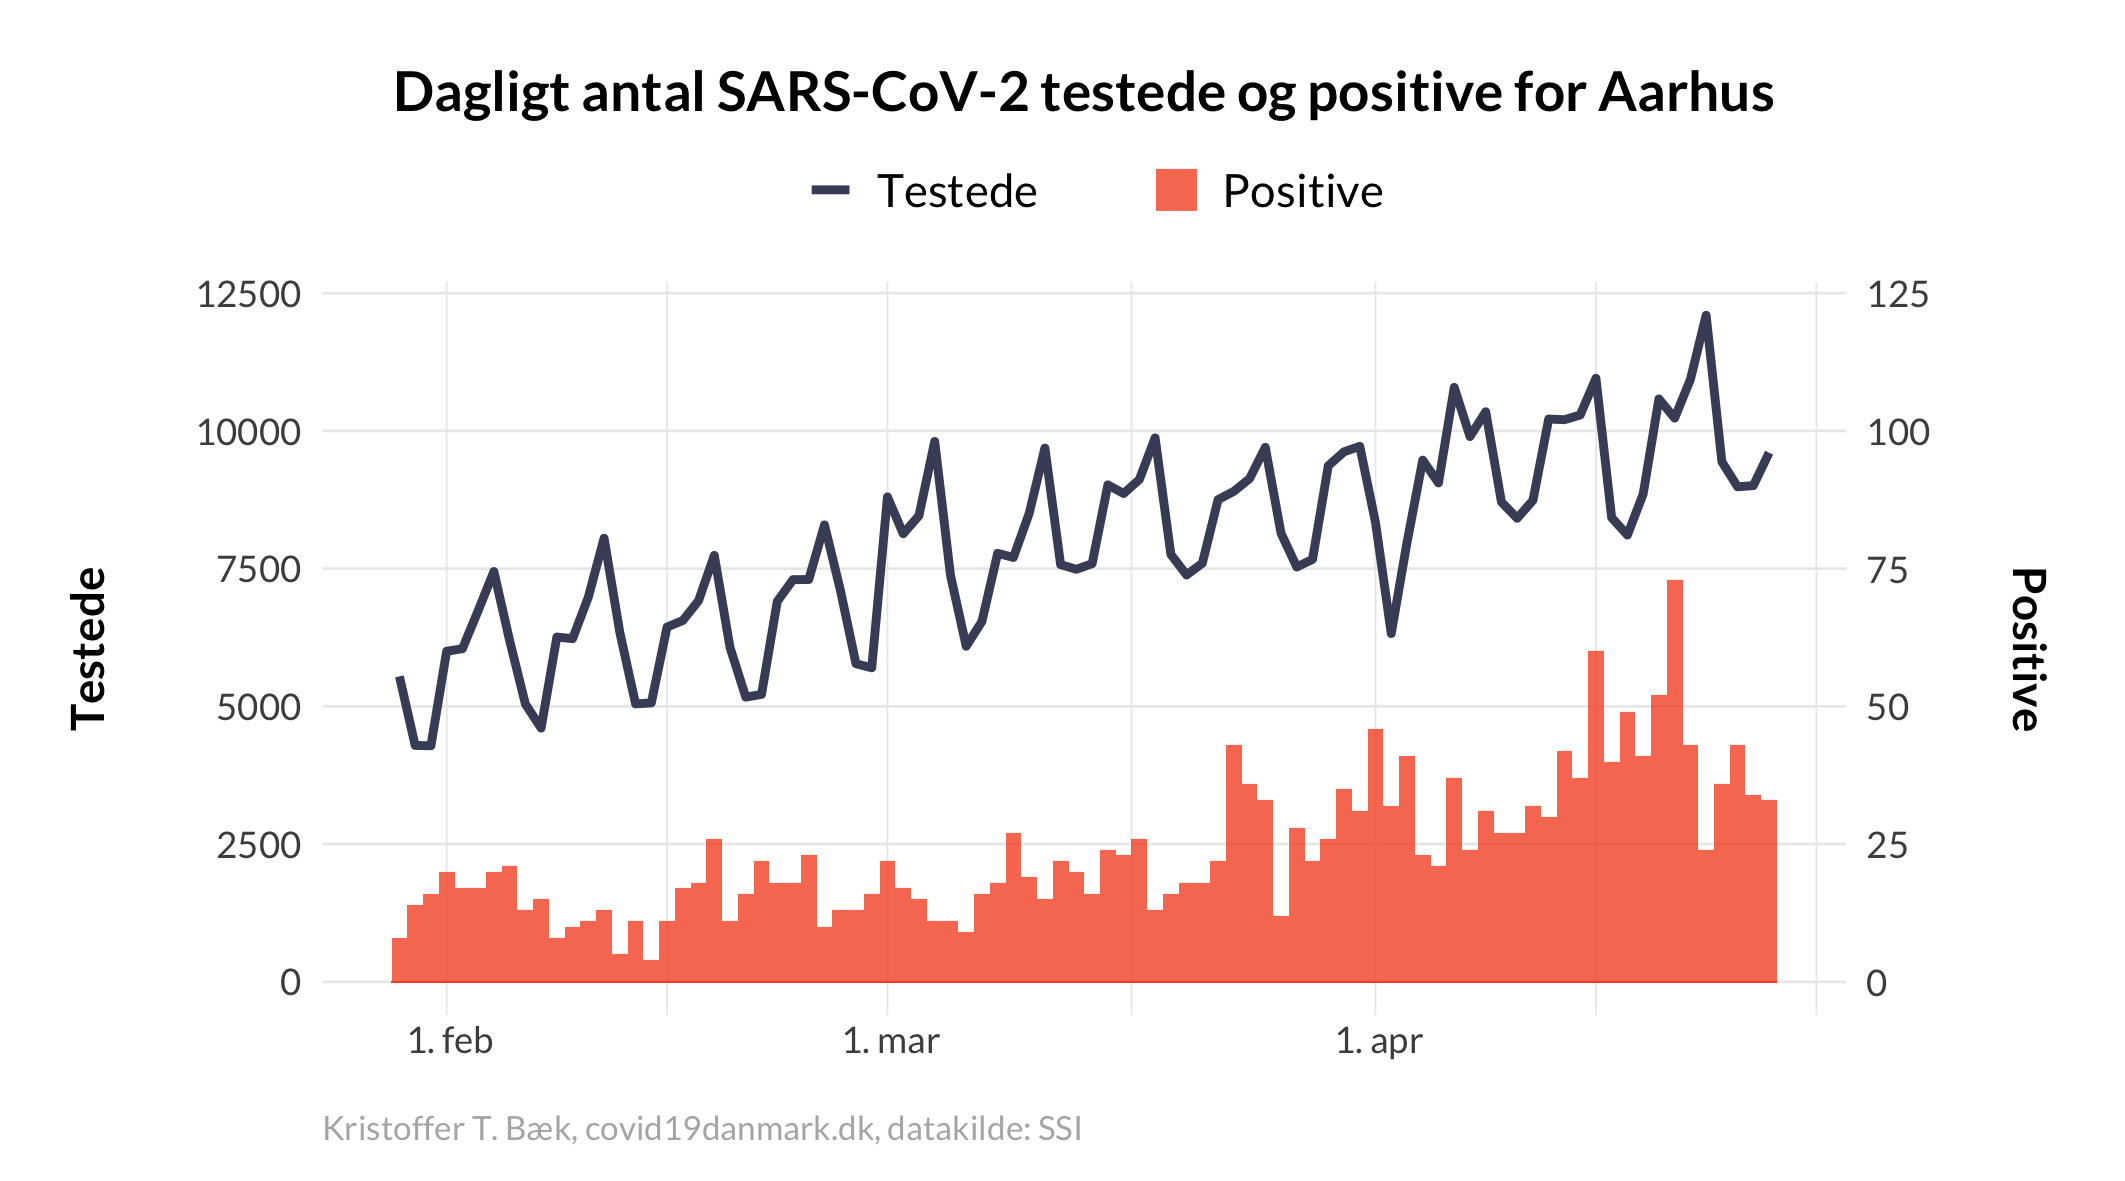 Dagligt antal SARS-CoV-2 testede og positive for Aarhus
Testede
Positive
12500
10000
7500
5000
2500
0
125
100
75
50
25
0
Testede
Positive
1. feb
1. mar
1. apr
Kristoffer T. Bæk, covid19danmark.dk, datakilde: SSI